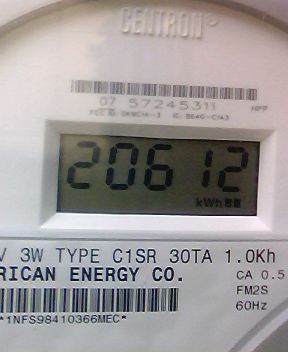 CENTRON®
07 57245311
20612
kWh
V 3W TYPE C1SR 30TA 1.0Kh
RICAN ENERGY CO.
CA 0.5
FM2S
60Hz
*1NFS98410366MEC*